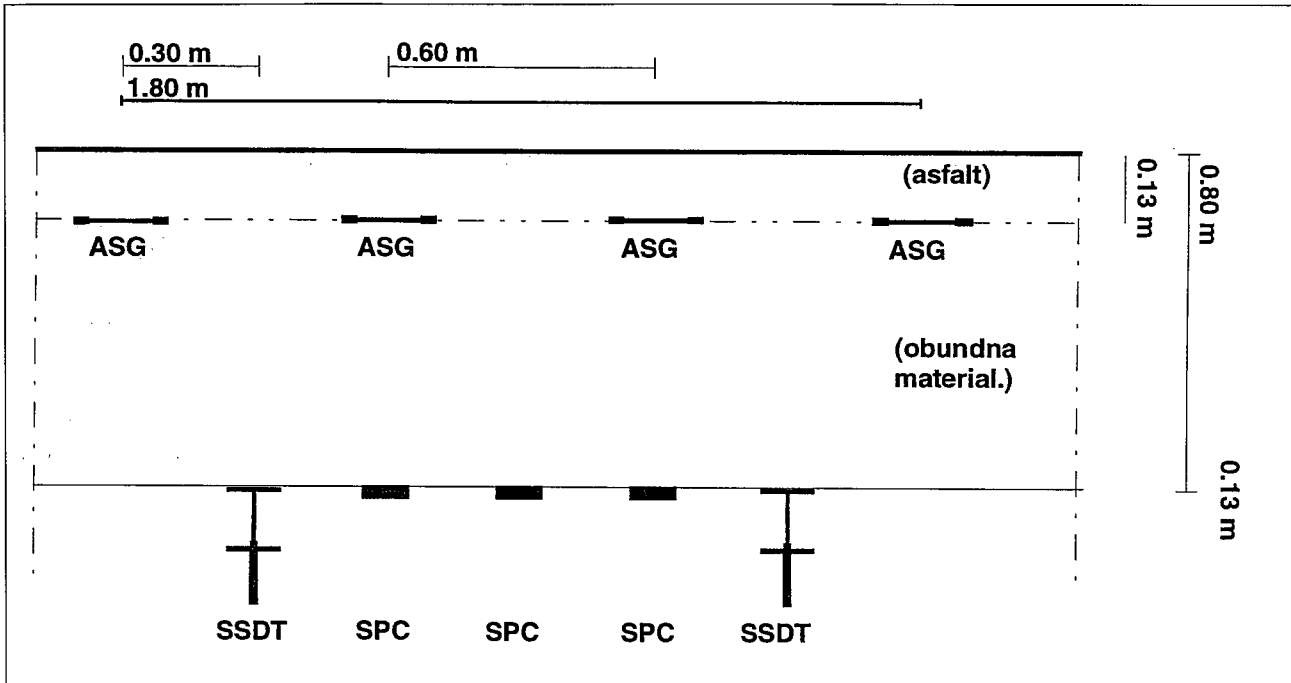 0.30 m
0.60 m
1.80 m
(asfalt)
0.13 m
0.80 m
ASG
ASG
ASG
ASG
(obundna
material.)
0.13 m
SSDT
SPC
SPC
SPC
SSDT